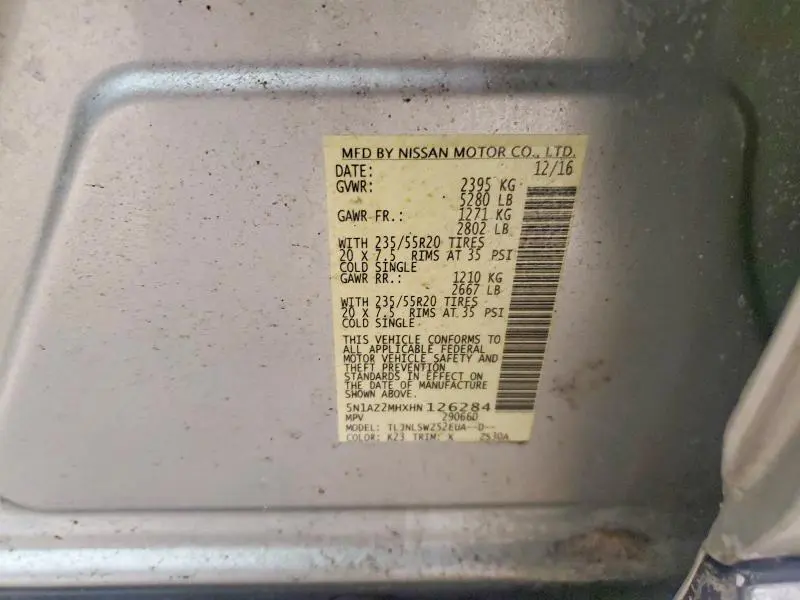 MFD BY NISSAN MOTOR CO., LTD.
DATE: 12/16
GVWR: 2395 KG
5280 LB
GAWR FR.: 1271 KG
2802 LB
WITH 235/55R20 TIRES
20 X 7.5 RIMS AT 35 PSI
COLD SINGLE
GAWR RR.: 1210 KG
2667 LB
WITH 235/55R20 TIRES
20 X 7.5 RIMS AT 35 PSI
COLD SINGLE
THIS VEHICLE CONFORMS TO
ALL APPLICABLE FEDERAL
MOTOR VEHICLE SAFETY AND
THEFT PREVENTION
STANDARDS IN EFFECT ON
THE DATE OF MANUFACTURE
SHOWN ABOVE.
5N1AZ2MHXHN126284
MPV 29066D
MODEL: TLJNLSWZ52EUA--D--
COLOR: K23 TRIM: X